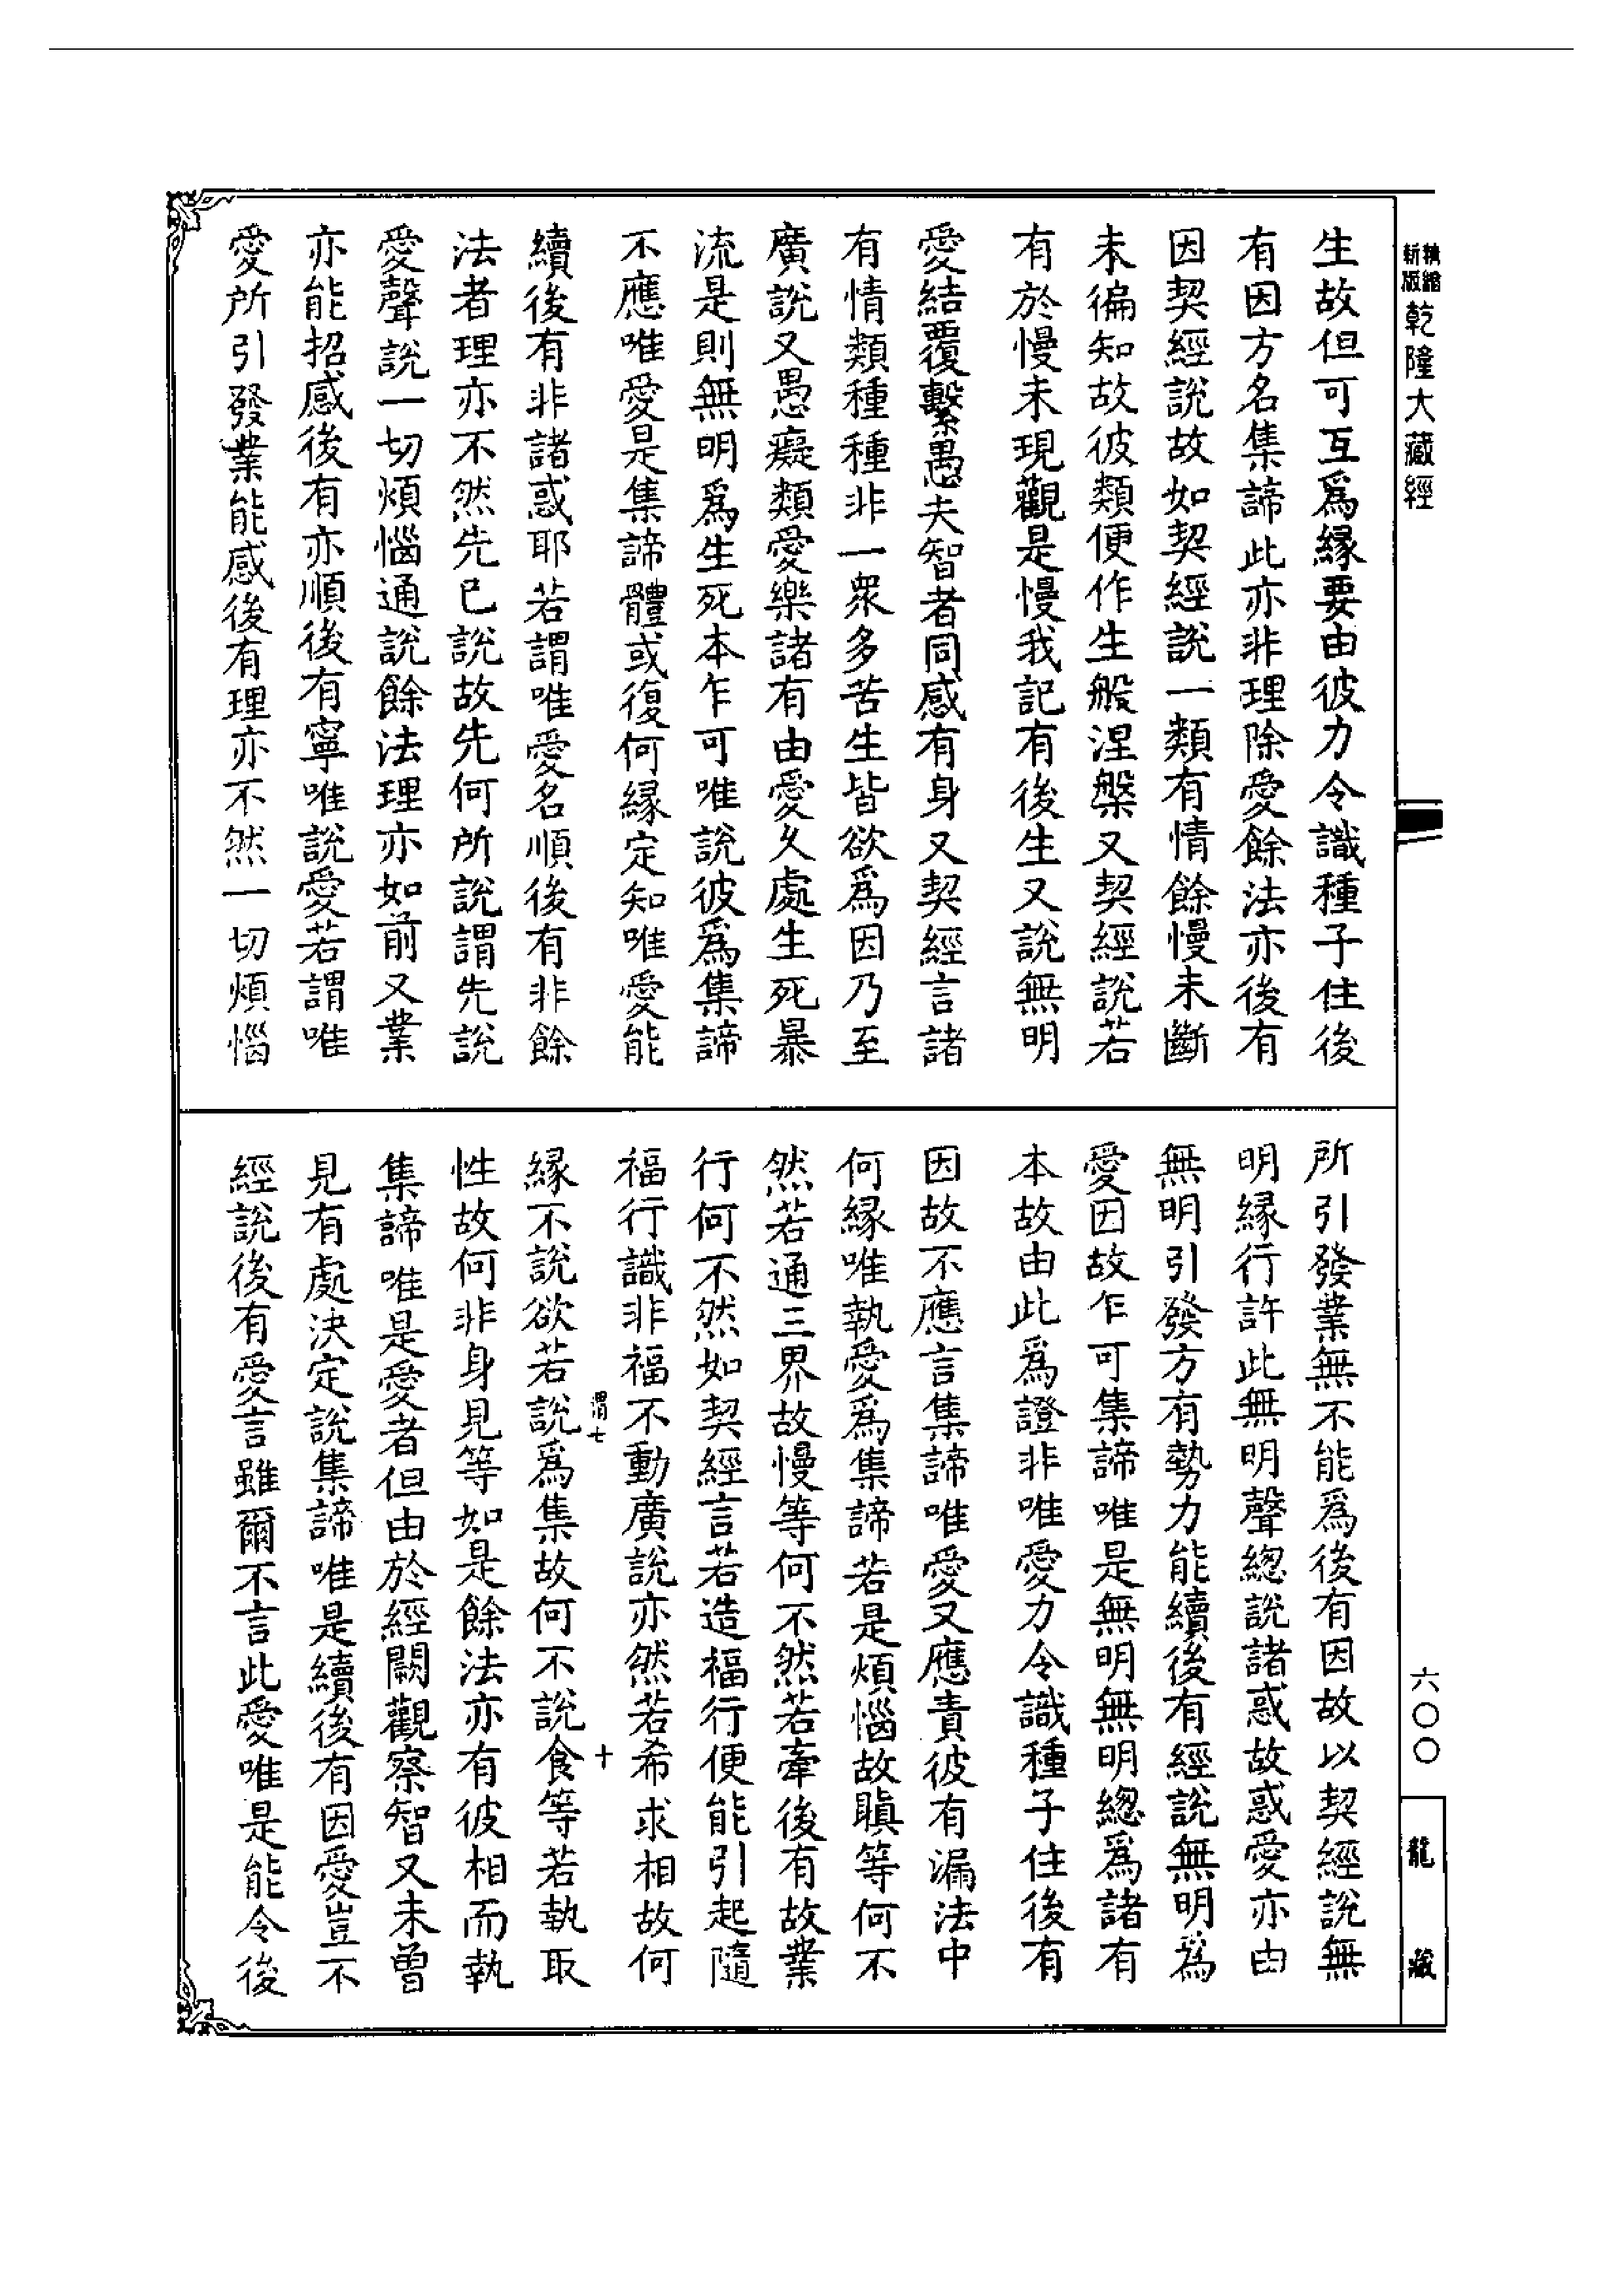 精縮
新版
乾隆大藏經
生故但可互爲緣要由彼力令識種子住後
有因方名集諦此亦非理除愛餘法亦後有
因契經說故如契經說一類有情餘慢未斷
未徧知故彼類便作生般涅槃又契經說若
有於慢未現觀是慢我記有後生又說無明
愛結覆繫愚夫智者同感有身又契經言諸
有情類種種非一衆多苦生皆欲爲因乃至
廣說又愚癡類愛樂諸有由愛久處生死暴
流是則無明爲生死本乍可唯說彼爲集諦
不應唯愛是集諦體或復何緣定知唯愛能
續後有非諸惑耶若謂唯愛名順後有非餘
法者理亦不然先已說故先何所說謂先說
愛聲說一切煩惱通說餘法理亦如前又業
亦能招感後有亦順後有寧唯說愛若謂唯
愛所引發業能感後有理亦不然一切煩惱
所引發業無不能爲後有因故以契經說無
明緣行許此無明聲總說諸惑故惑愛亦由
無明引發方有勢力能續後有經說無明爲
愛因故乍可集諦唯是無明無明總爲諸有
本故由此爲證非唯愛力令識種子住後有
因故不應言集諦唯愛又應責彼有漏法中
何緣唯執愛爲集諦若是煩惱故瞋等何不
然若通三界故慢等何不然若牽後有故業
行何不然如契經言若造福行便能引起隨
福行識非福不動廣說亦然若希求相故何
緣不說欲若說爲集故何不說食等若執取
謂七
十
性故何非身見等如是餘法亦有彼相而執
集諦唯是愛者但由於經闕觀察智又未曾
見有處決定說集諦唯是續後有因愛豈不
經說後有愛言雖爾不言此愛唯是能令後
六〇〇
龍藏